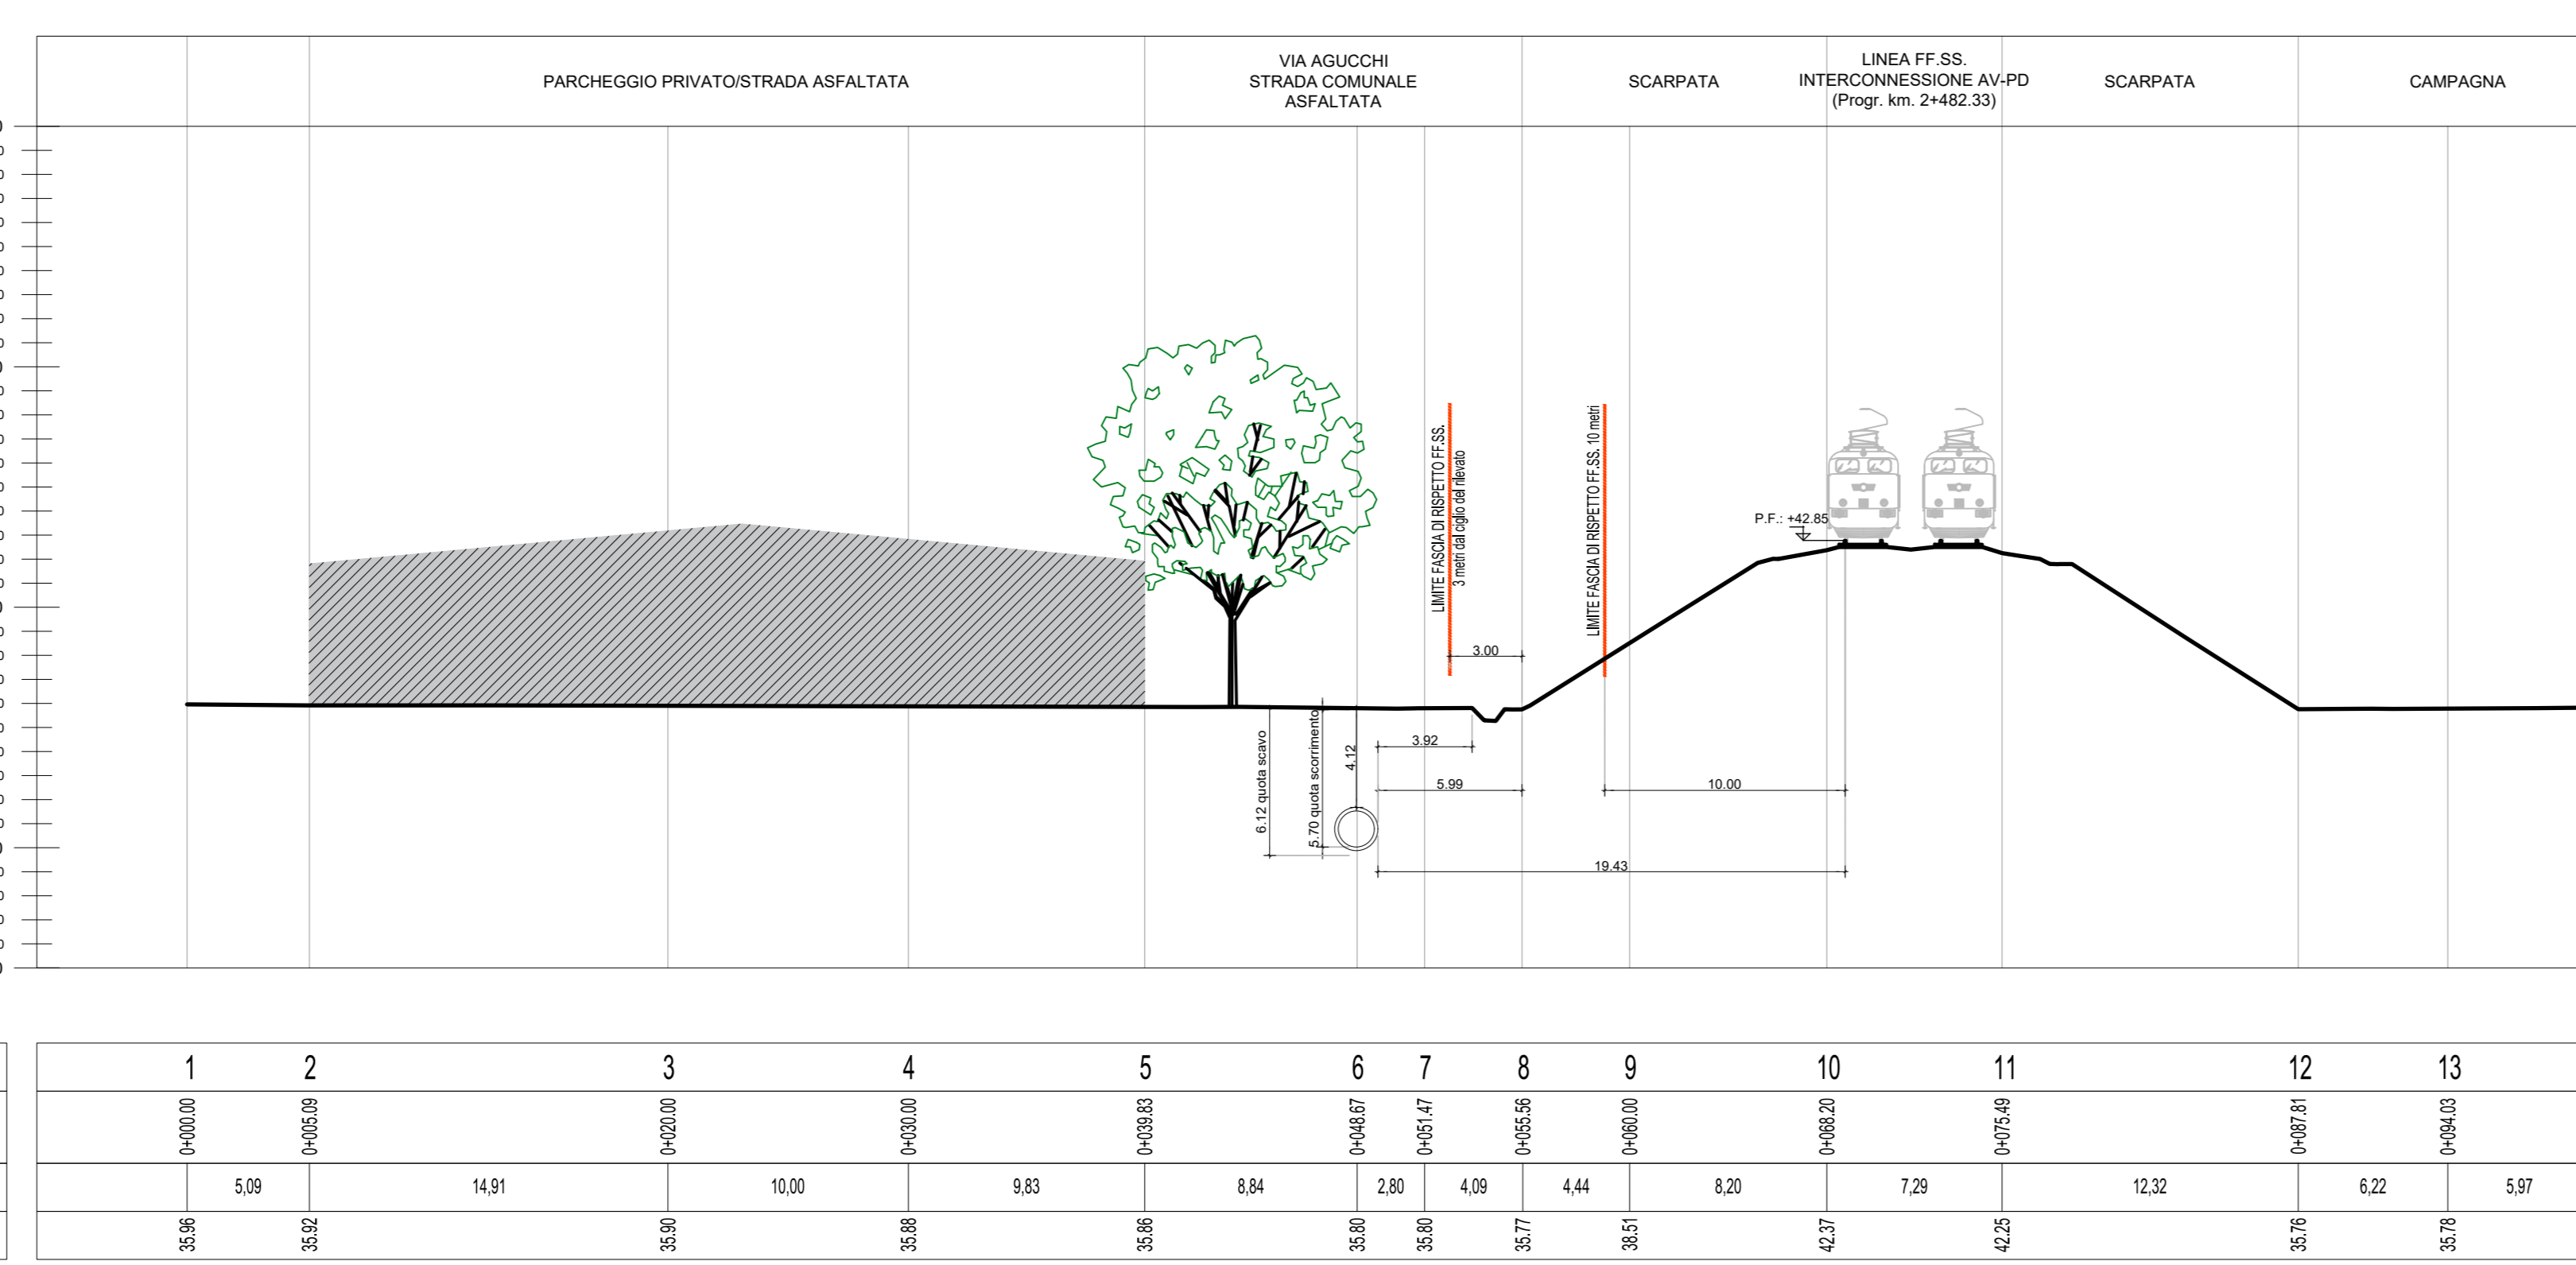 PARCHEGGIO PRIVATO/STRADA ASFALTATA
VIA AGUCCHI
STRADA COMUNALE
ASFALTATA
SCARPATA
LINEA FF.SS.
INTERCONNESSIONE AV-PD
(Progr. km. 2+482.33)
SCARPATA
CAMPAGNA
LIMITE FASCIA DI RISPETTO FF.SS.
3 metri dal ciglio del rilevato
LIMITE FASCIA DI RISPETTO FF.SS. 10 metri
P.F.: +42.85
3.00
6.12 quota scavo
5.70 quota scorrimento
4.12
3.92
5.99
10.00
19.43
1 2 3 4 5 6 7 8 9 10 11 12 13
0+000.00 0+005.09 0+020.00 0+030.00 0+039.83 0+048.67 0+051.47 0+055.56 0+060.00 0+068.20 0+075.49 0+087.81 0+094.03
5,09 14,91 10,00 9,83 8,84 2,80 4,09 4,44 8,20 7,29 12,32 6,22 5,97
35.96 35.92 35.90 35.88 35.86 35.80 35.80 35.77 38.51 42.37 42.25 35.76 35.78